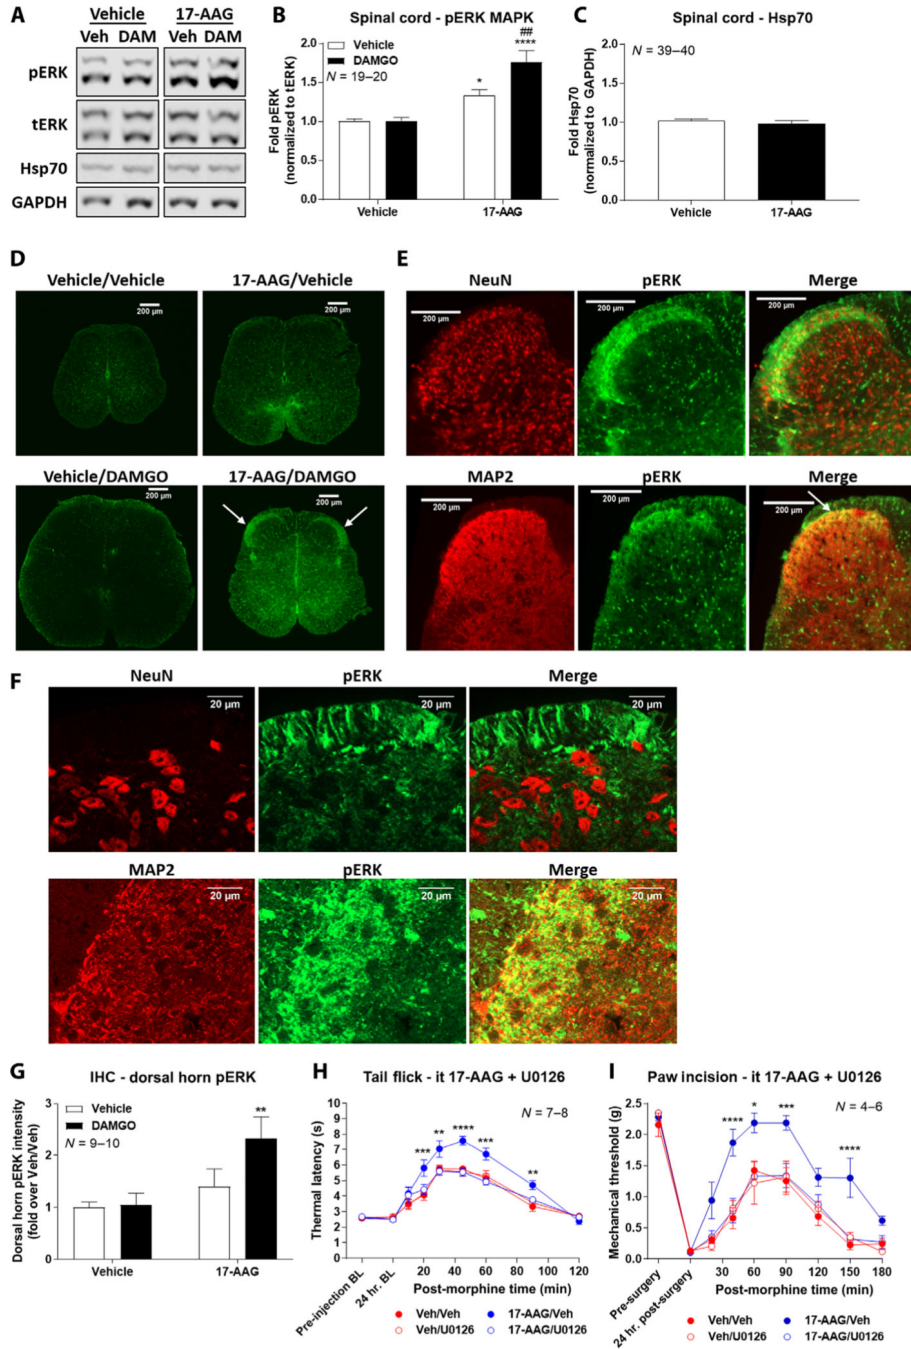 A
Vehicle 17-AAG
Veh DAM Veh DAM
pERK
tERK
Hsp70
GAPDH
B
Spinal cord - pERK MAPK
Fold pERK
(normalized to tERK)
2.0
1.5
1.0
0.5
0.0
Vehicle
DAMGO
N = 19–20
*
##
****
Vehicle 17-AAG
C
Spinal cord - Hsp70
Fold Hsp70
(normalized to GAPDH)
2.0
1.5
1.0
0.5
0.0
N = 39–40
Vehicle 17-AAG
D
Vehicle/Vehicle 17-AAG/Vehicle
200 µm 200 µm
Vehicle/DAMGO 17-AAG/DAMGO
200 µm 200 µm
E
NeuN pERK Merge
200 µm 200 µm 200 µm
MAP2 pERK Merge
200 µm 200 µm 200 µm
F
NeuN pERK Merge
20 µm 20 µm 20 µm
MAP2 pERK Merge
20 µm 20 µm 20 µm
G
IHC - dorsal horn pERK
Dorsal horn pERK intensity
(fold over Veh/Veh)
3
2
1
0
Vehicle
DAMGO
N = 9–10
**
Vehicle 17-AAG
H
Tail flick - it 17-AAG + U0126
Thermal latency (s)
10
9
8
7
6
5
4
3
2
1
0
N = 7–8
*** ** **** *** **
Pre-injection BL
24 hr. BL
20 40 60 80 100 120
Post-morphine time (min)
Veh/Veh 17-AAG/Veh
Veh/U0126 17-AAG/U0126
I
Paw incision - it 17-AAG + U0126
Mechanical threshold (g)
2.5
2.0
1.5
1.0
0.5
0.0
N = 4–6
**** * *** ****
Pre-surgery
24 hr. post-surgery
30 60 90 120 150 180
Post-morphine time (min)
Veh/Veh 17-AAG/Veh
Veh/U0126 17-AAG/U0126